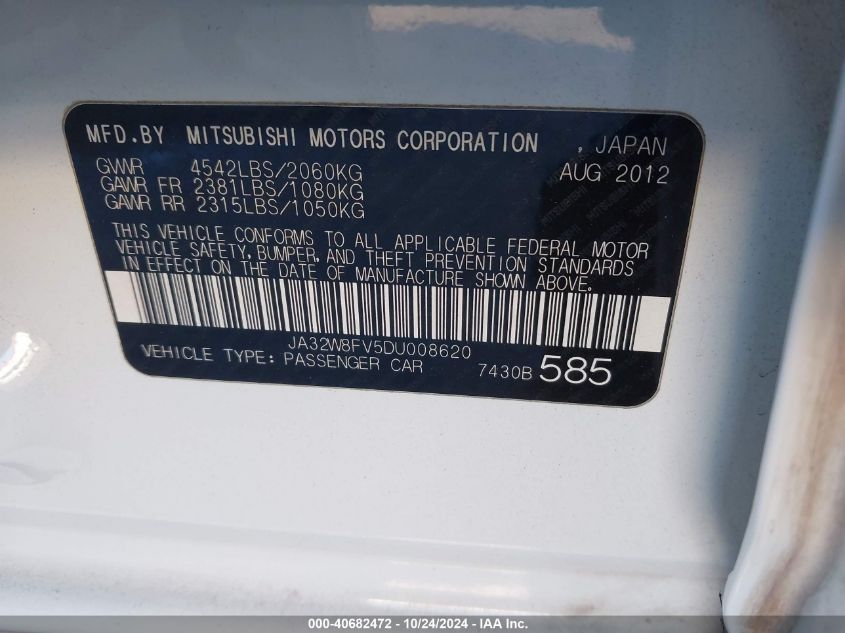 MFD.BY MITSUBISHI MOTORS CORPORATION , JAPAN
GVWR 4542LBS/2060KG AUG 2012
GAWR FR 2381LBS/1080KG
GAWR RR 2315LBS/1050KG
THIS VEHICLE CONFORMS TO ALL APPLICABLE FEDERAL MOTOR
VEHICLE SAFETY, BUMPER, AND THEFT PREVENTION STANDARDS
IN EFFECT ON THE DATE OF MANUFACTURE SHOWN ABOVE.
JA32W8FV5DU008620
VEHICLE TYPE: PASSENGER CAR 7430B 585
000-40682472 - 10/24/2024 - IAA Inc.